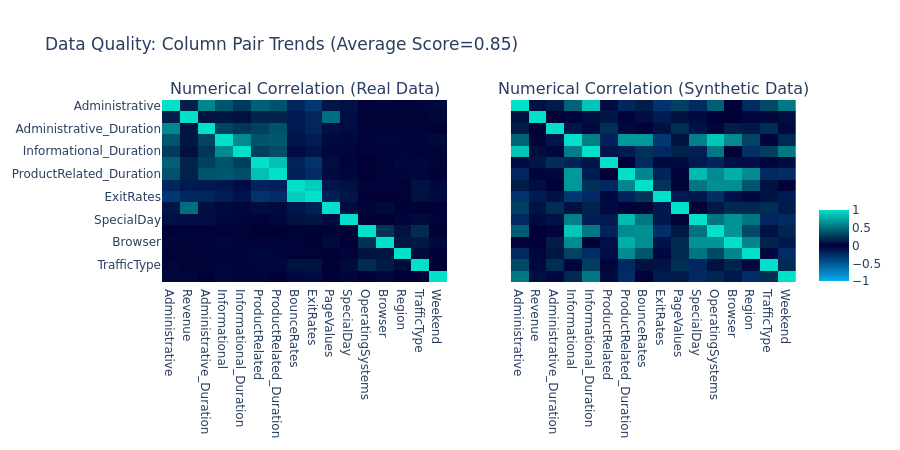 Data Quality: Column Pair Trends (Average Score=0.85)
Numerical Correlation (Real Data)
Numerical Correlation (Synthetic Data)
Administrative
Administrative_Duration
Informational_Duration
ProductRelated_Duration
ExitRates
SpecialDay
Browser
TrafficType
Administrative
Revenue
Administrative_Duration
Informational
Informational_Duration
ProductRelated
ProductRelated_Duration
BounceRates
ExitRates
PageValues
SpecialDay
OperatingSystems
Browser
Region
TrafficType
Weekend
Administrative
Revenue
Administrative_Duration
Informational
Informational_Duration
ProductRelated
ProductRelated_Duration
BounceRates
ExitRates
PageValues
SpecialDay
OperatingSystems
Browser
Region
TrafficType
Weekend
1
0.5
0
−0.5
−1